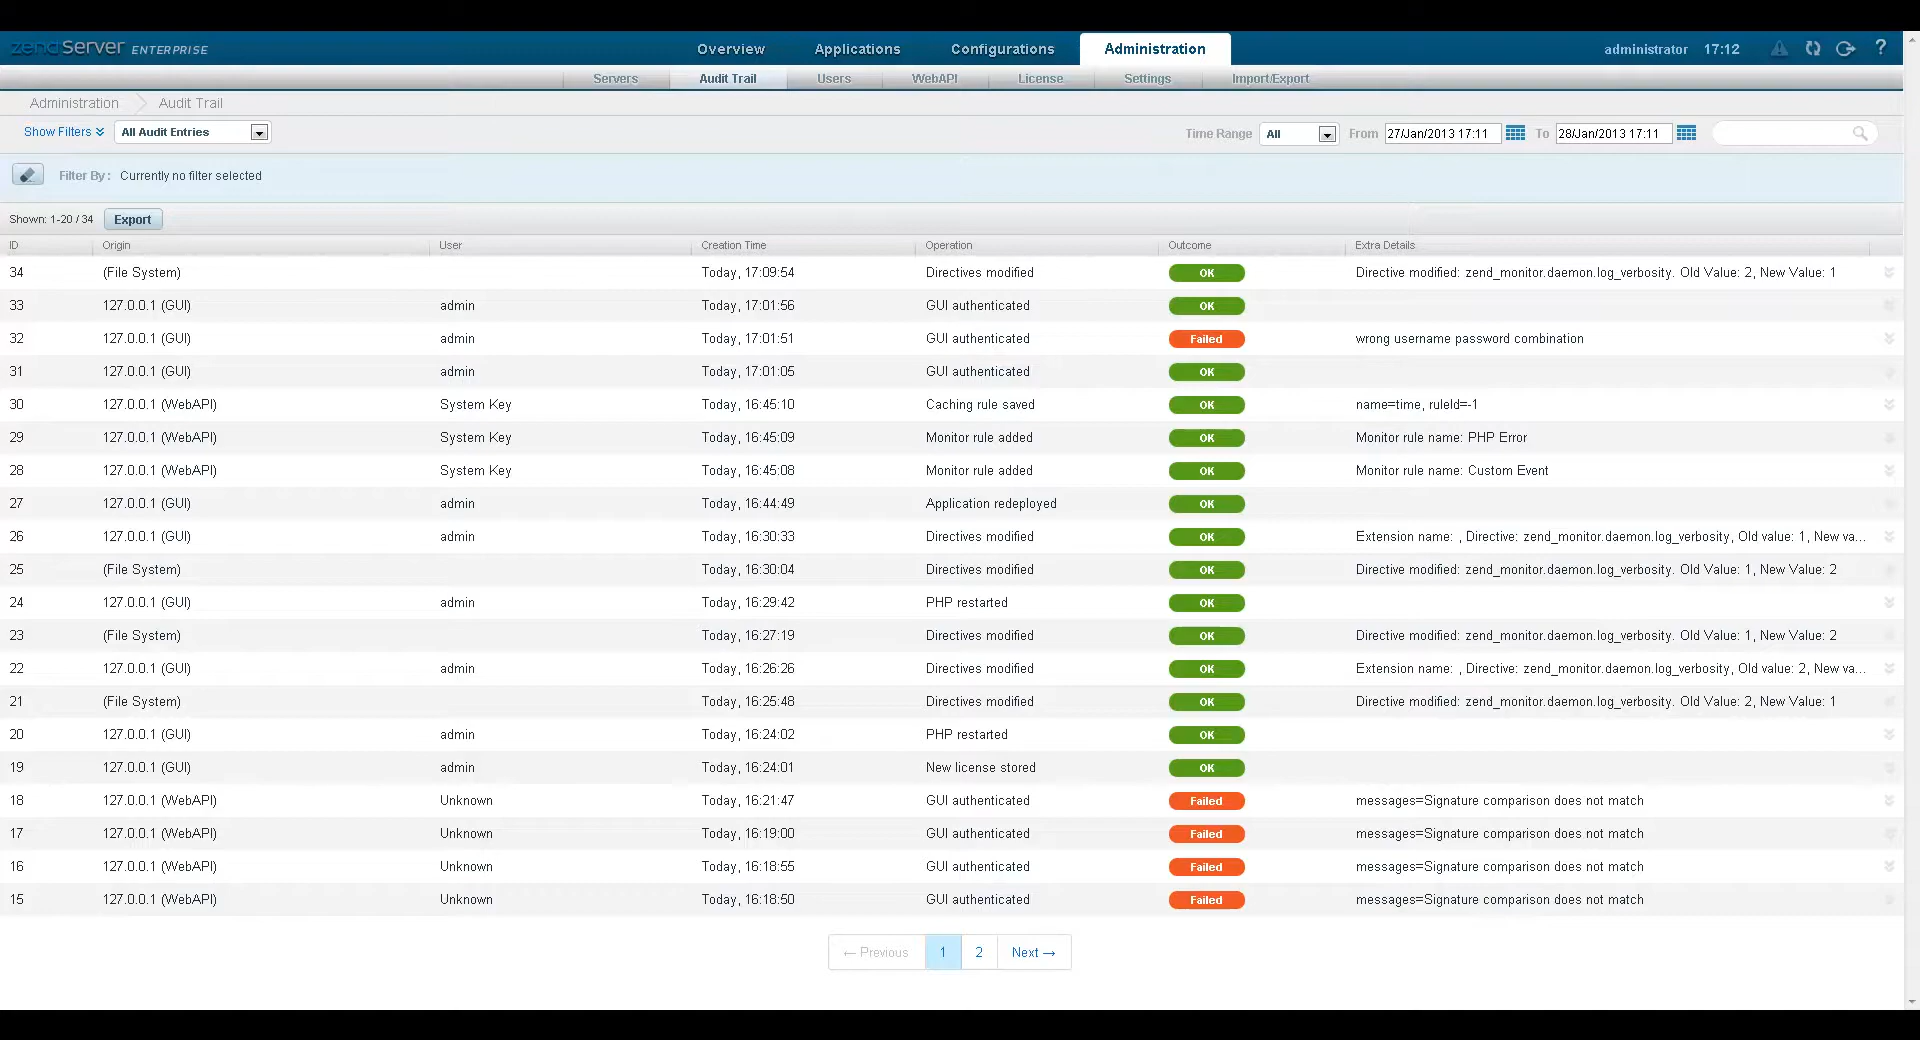 zend Server ENTERPRISE Overview Applications Configurations Administration administrator 17:12 ?
Servers Audit Trail Users WebAPI License Settings Import/Export
Administration Audit Trail
Show Filters All Audit Entries Time Range All From 27/Jan/2013 17:11 To 28/Jan/2013 17:11
Filter By : Currently no filter selected
Shown: 1-20 / 34 Export
ID Origin User Creation Time Operation Outcome Extra Details
34 (File System) Today, 17:09:54 Directives modified OK Directive modified: zend_monitor.daemon.log_verbosity. Old Value: 2, New Value: 1
33 127.0.0.1 (GUI) admin Today, 17:01:56 GUI authenticated OK
32 127.0.0.1 (GUI) admin Today, 17:01:51 GUI authenticated Failed wrong username password combination
31 127.0.0.1 (GUI) admin Today, 17:01:05 GUI authenticated OK
30 127.0.0.1 (WebAPI) System Key Today, 16:45:10 Caching rule saved OK name=time, ruleId=-1
29 127.0.0.1 (WebAPI) System Key Today, 16:45:09 Monitor rule added OK Monitor rule name: PHP Error
28 127.0.0.1 (WebAPI) System Key Today, 16:45:08 Monitor rule added OK Monitor rule name: Custom Event
27 127.0.0.1 (GUI) admin Today, 16:44:49 Application redeployed OK
26 127.0.0.1 (GUI) admin Today, 16:30:33 Directives modified OK Extension name: , Directive: zend_monitor.daemon.log_verbosity, Old value: 1, New va...
25 (File System) Today, 16:30:04 Directives modified OK Directive modified: zend_monitor.daemon.log_verbosity. Old Value: 1, New Value: 2
24 127.0.0.1 (GUI) admin Today, 16:29:42 PHP restarted OK
23 (File System) Today, 16:27:19 Directives modified OK Directive modified: zend_monitor.daemon.log_verbosity. Old Value: 1, New Value: 2
22 127.0.0.1 (GUI) admin Today, 16:26:26 Directives modified OK Extension name: , Directive: zend_monitor.daemon.log_verbosity, Old value: 2, New va...
21 (File System) Today, 16:25:48 Directives modified OK Directive modified: zend_monitor.daemon.log_verbosity. Old Value: 2, New Value: 1
20 127.0.0.1 (GUI) admin Today, 16:24:02 PHP restarted OK
19 127.0.0.1 (GUI) admin Today, 16:24:01 New license stored OK
18 127.0.0.1 (WebAPI) Unknown Today, 16:21:47 GUI authenticated Failed messages=Signature comparison does not match
17 127.0.0.1 (WebAPI) Unknown Today, 16:19:00 GUI authenticated Failed messages=Signature comparison does not match
16 127.0.0.1 (WebAPI) Unknown Today, 16:18:55 GUI authenticated Failed messages=Signature comparison does not match
15 127.0.0.1 (WebAPI) Unknown Today, 16:18:50 GUI authenticated Failed messages=Signature comparison does not match
← Previous 1 2 Next →